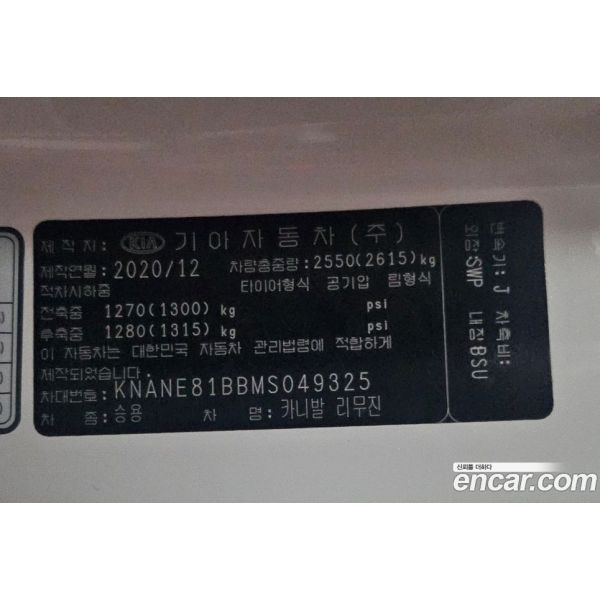 제작자: KIA 기아자동차(주)
제작연월: 2020/12 차량총중량: 2550(2615)kg
적차시하중 타이어형식 공기압 림형식
전축중 1270(1300) kg psi
후축중 1280(1315) kg psi
이 자동차는 대한민국 자동차 관리법령에 적합하게
제작되었습니다.
차대번호: KNANE81BBMS049325
차 종: 승용 차 명: 카니발 리무진
변속기: J 차축비:
외장SWP 내장BSU
신뢰를 더하다
encar.com